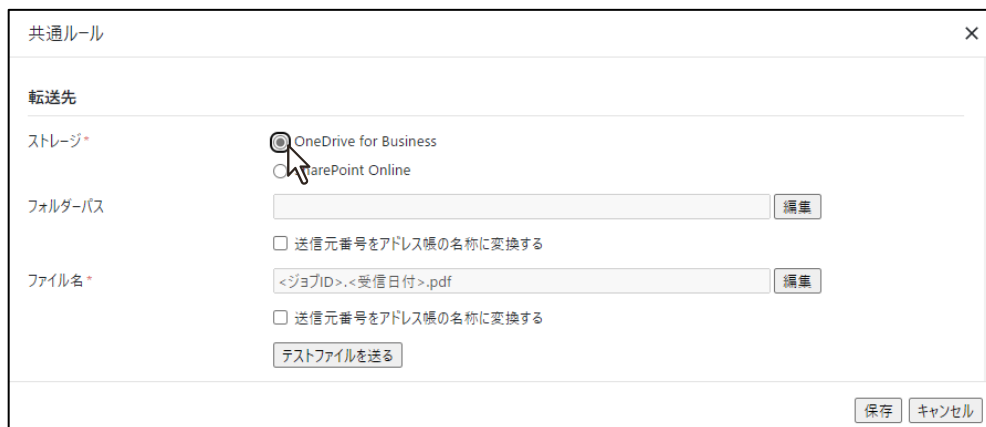 共通ルール
転送先
ストレージ* OneDrive for Business
SharePoint Online
フォルダーパス 編集
送信元番号をアドレス帳の名称に変換する
ファイル名* <ジョブID>.<受信日付>.pdf 編集
送信元番号をアドレス帳の名称に変換する
テストファイルを送る
保存 キャンセル